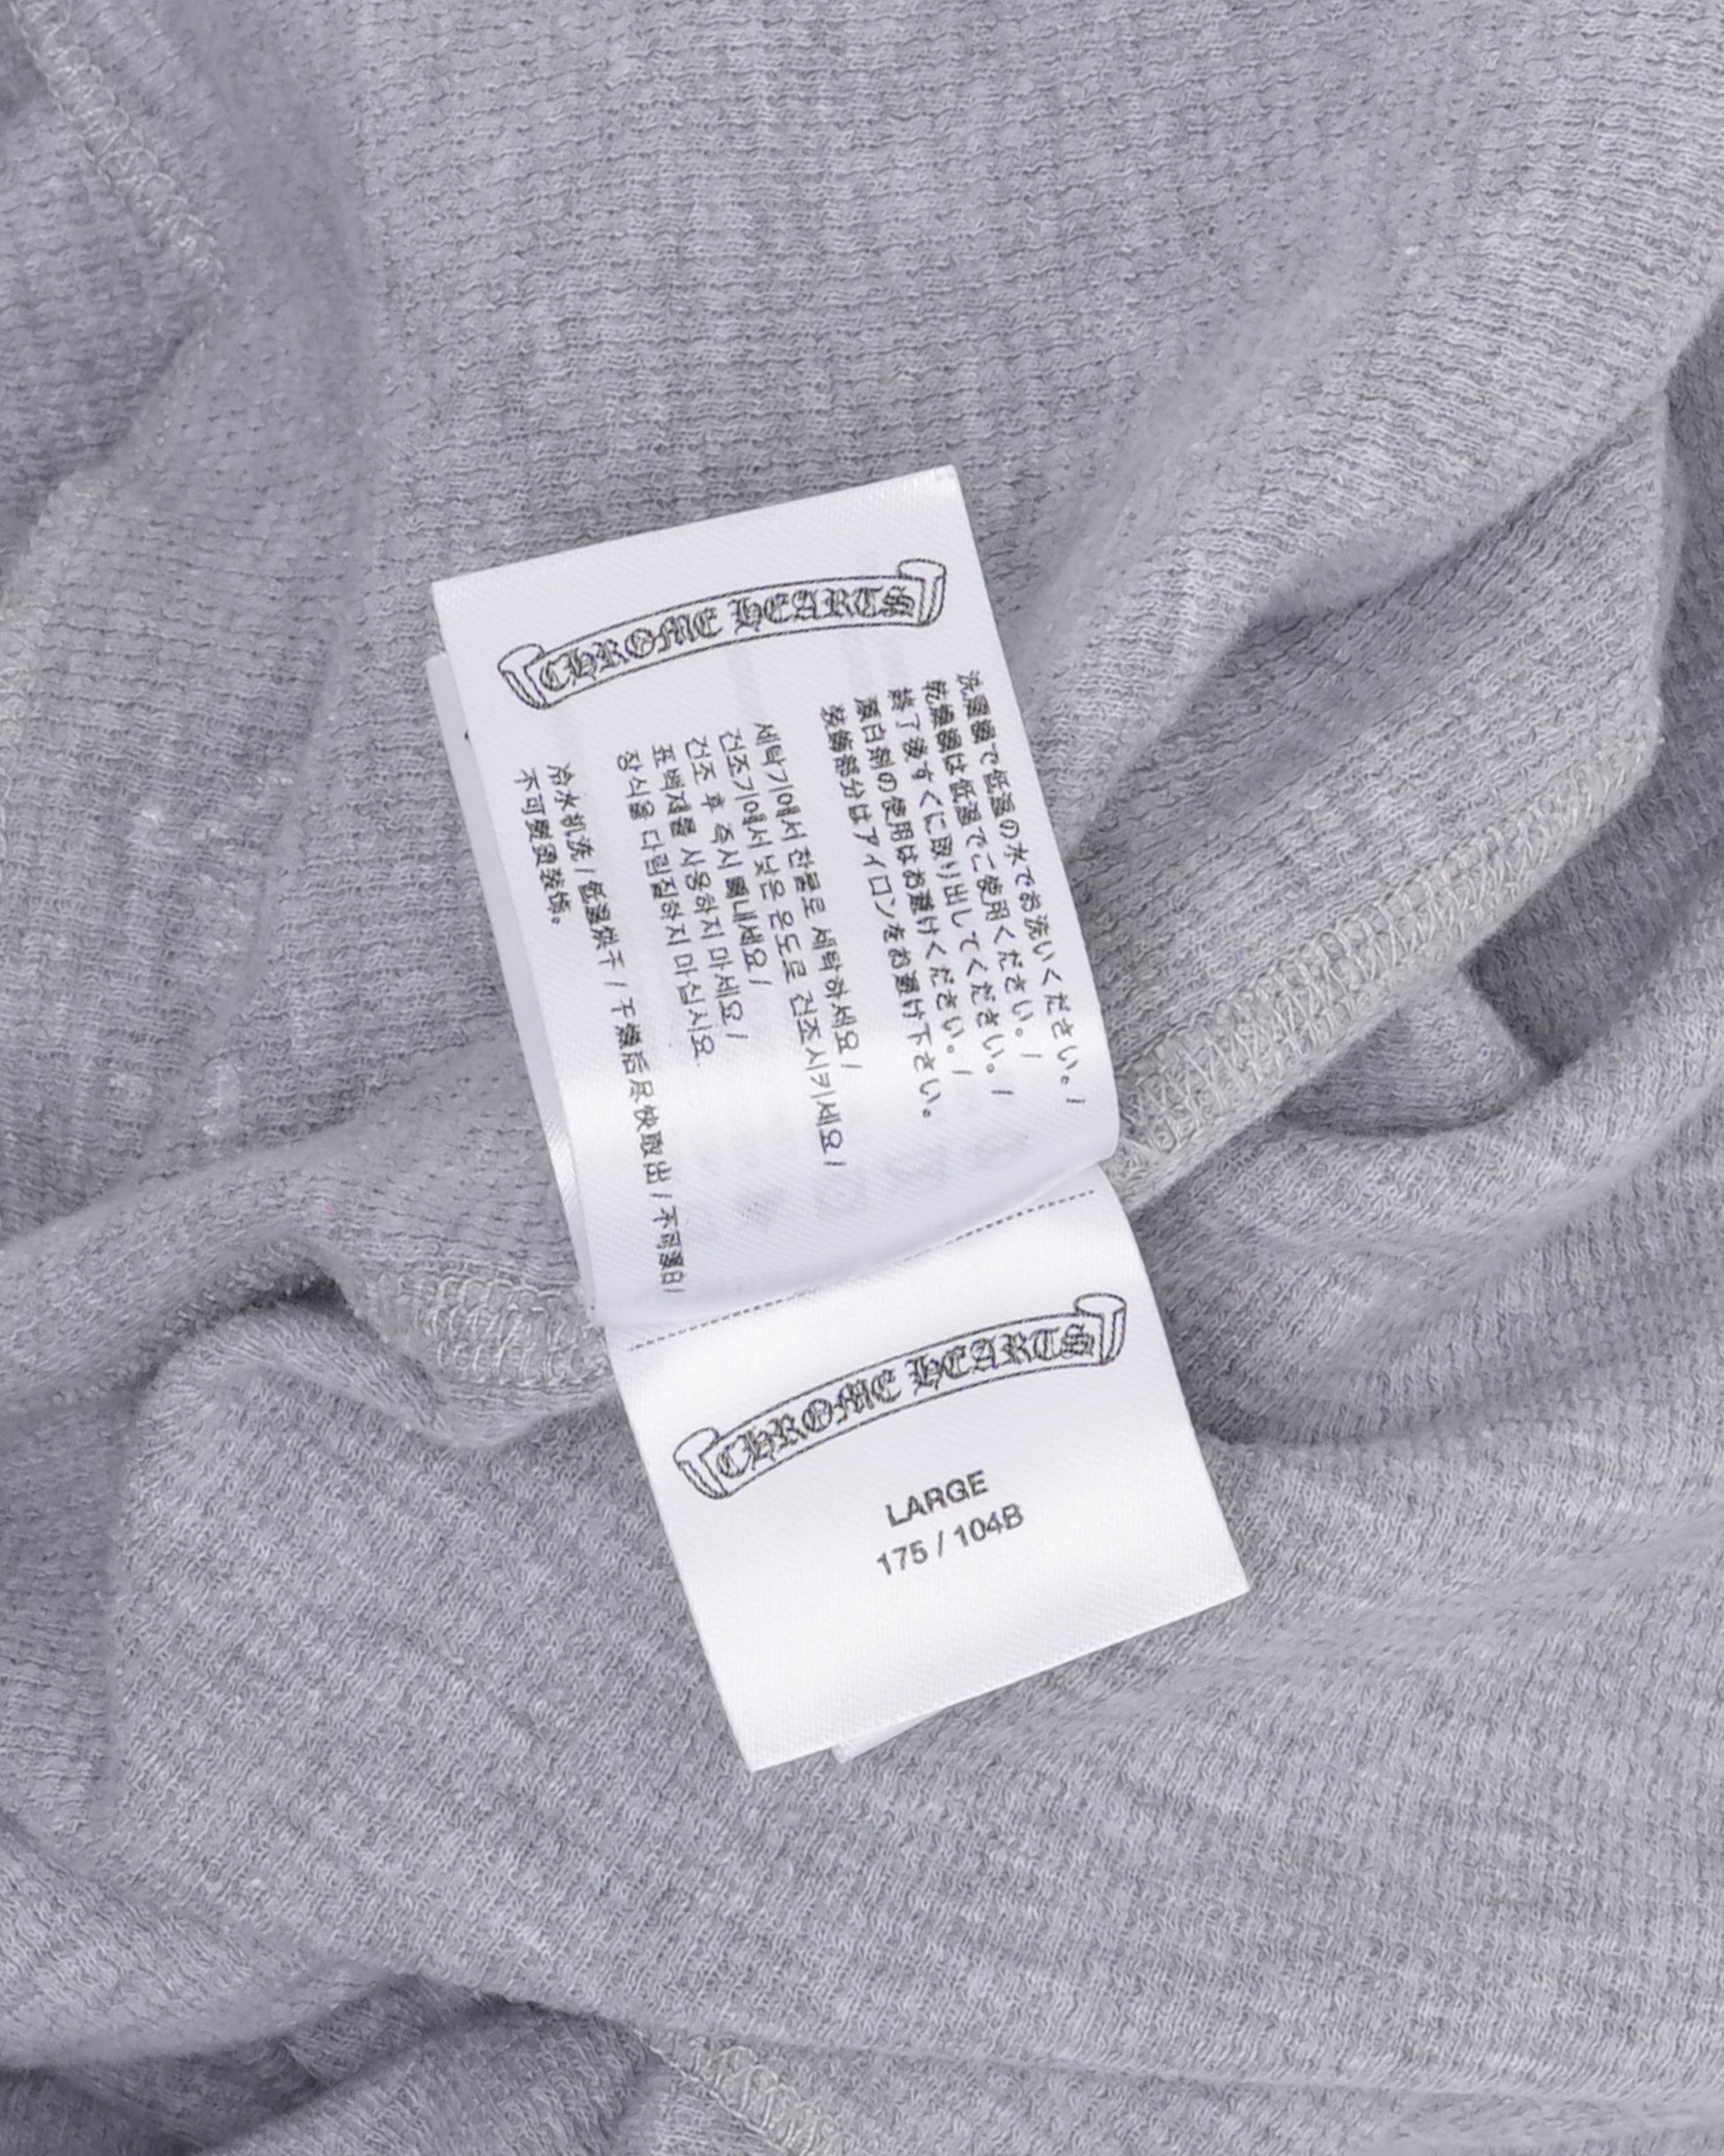 CHROME HEARTS
洗濯機で低温の水でお洗いください。/
乾燥機は低温でご使用ください。/
終了後すぐに取り出してください。/
漂白剤の使用はお避けください。/
装飾部分はアイロンをお避け下さい。
세탁기에서 찬물로 세탁하세요/
건조기에서 낮은 온도로 건조시키세요/
건조 후 즉시 빼내세요/
표백제를 사용하지 마세요/
장식을 다림질하지 마십시요
冷水机洗/低温烘干/干燥后尽快取出/不可漂白/
不可熨烫装饰。
CHROME HEARTS
LARGE
175 / 104B